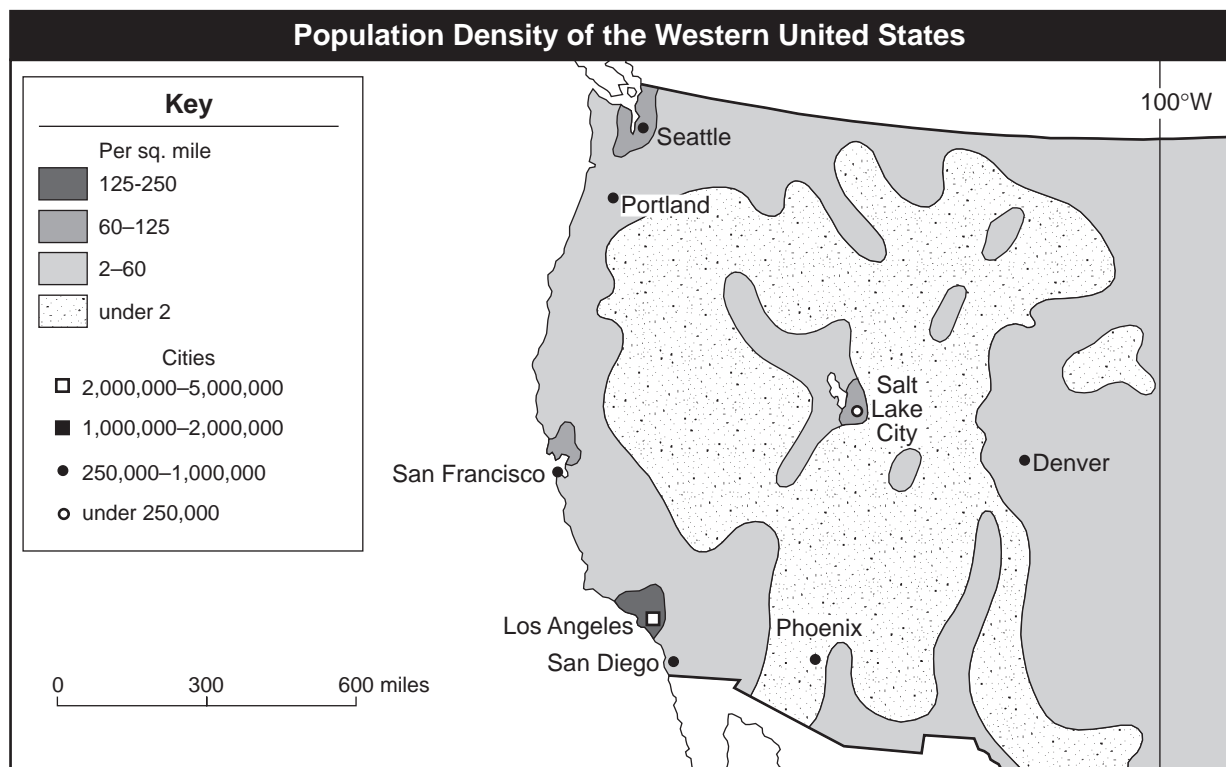 Population Density of the Western United States
Key
Per sq. mile
125-250
60–125
2–60
under 2
Cities
2,000,000–5,000,000
1,000,000–2,000,000
250,000–1,000,000
under 250,000
100°W
Seattle
Portland
Salt
Lake
City
Denver
San Francisco
Los Angeles
Phoenix
San Diego
0 300 600 miles